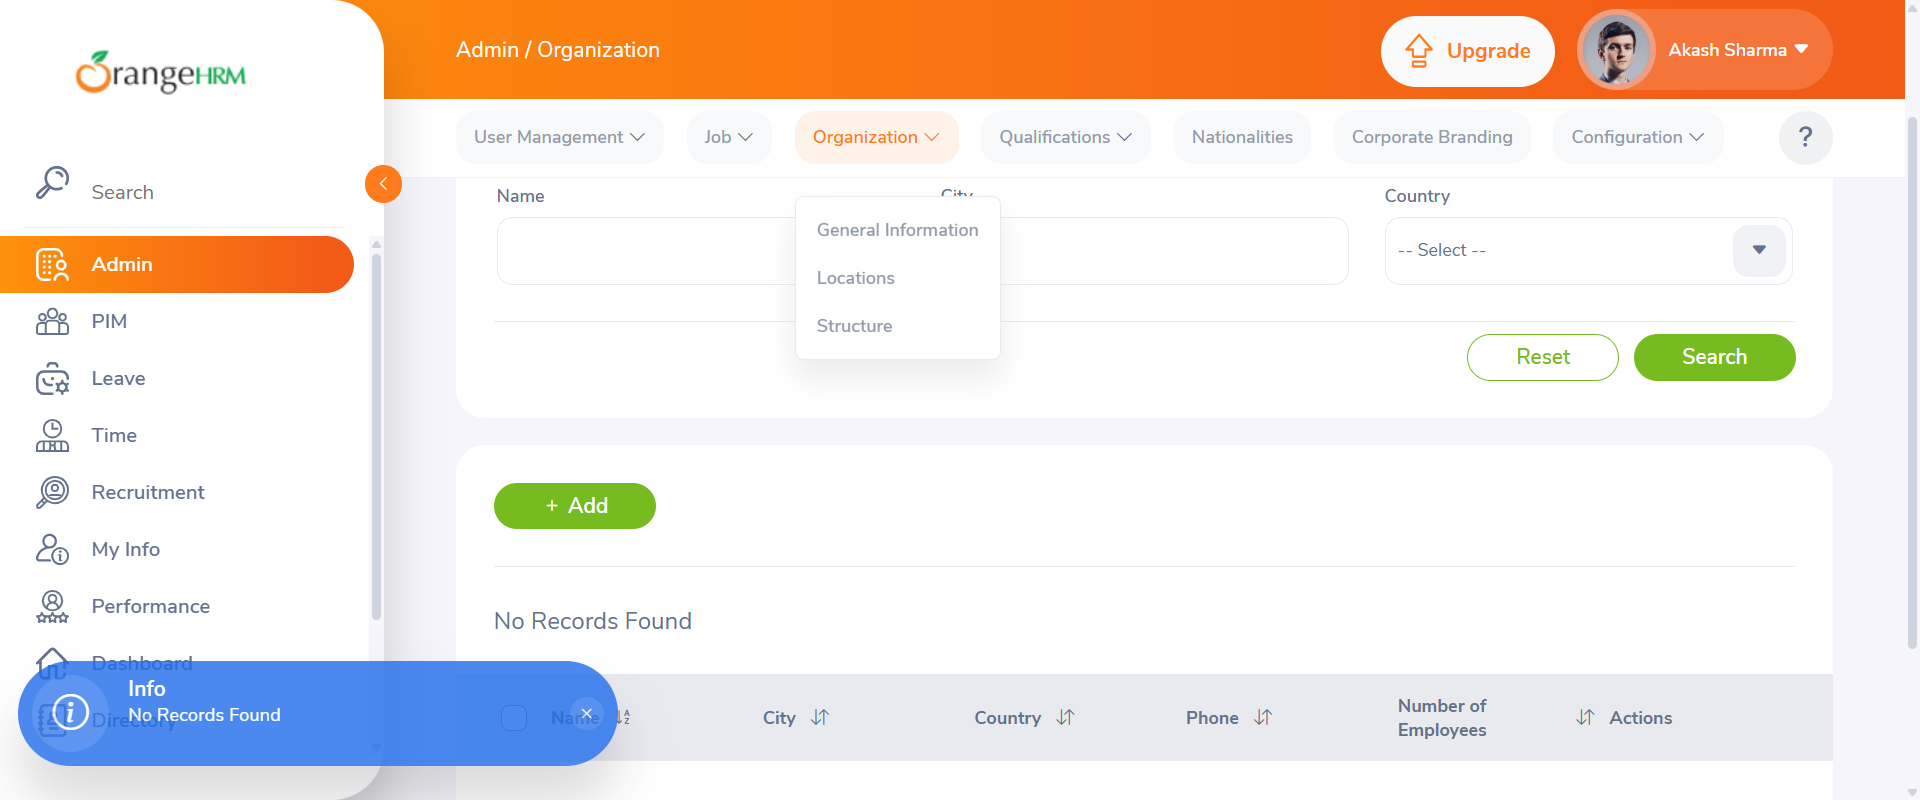 OrangeHRM
Admin / Organization
Upgrade
Akash Sharma
User Management
Job
Organization
Qualifications
Nationalities
Corporate Branding
Configuration
?
Search
Admin
PIM
Leave
Time
Recruitment
My Info
Performance
Dashboard
Directory
Name
City
Country
-- Select --
General Information
Locations
Structure
Reset
Search
+ Add
No Records Found
Name
City
Country
Phone
Number of
Employees
Actions
Info
No Records Found